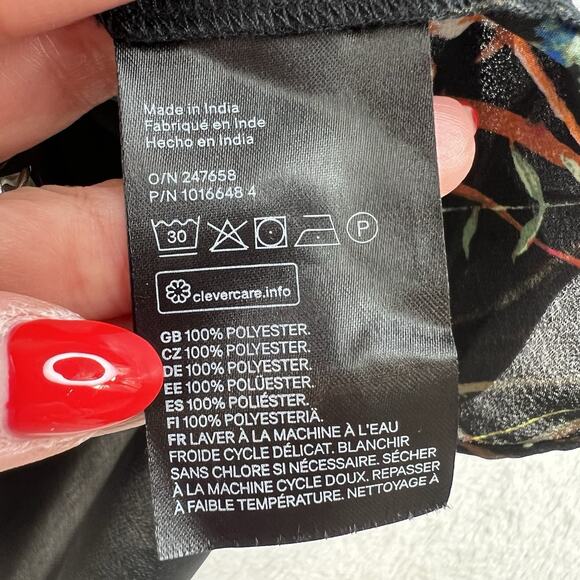 Made in India
Fabriqué en Inde
Hecho en India
O/N 247658
P/N 1016648 4
30
P
clevercare.info
GB 100% POLYESTER.
CZ 100% POLYESTER.
DE 100% POLYESTER.
EE 100% POLÜESTER.
ES 100% POLIÉSTER.
FI 100% POLYESTERIÄ.
FR LAVER À LA MACHINE À L'EAU
FROIDE CYCLE DÉLICAT. BLANCHIR
SANS CHLORE SI NÉCESSAIRE. SÉCHER
À LA MACHINE CYCLE DOUX. REPASSER
À FAIBLE TEMPÉRATURE. NETTOYAGE À